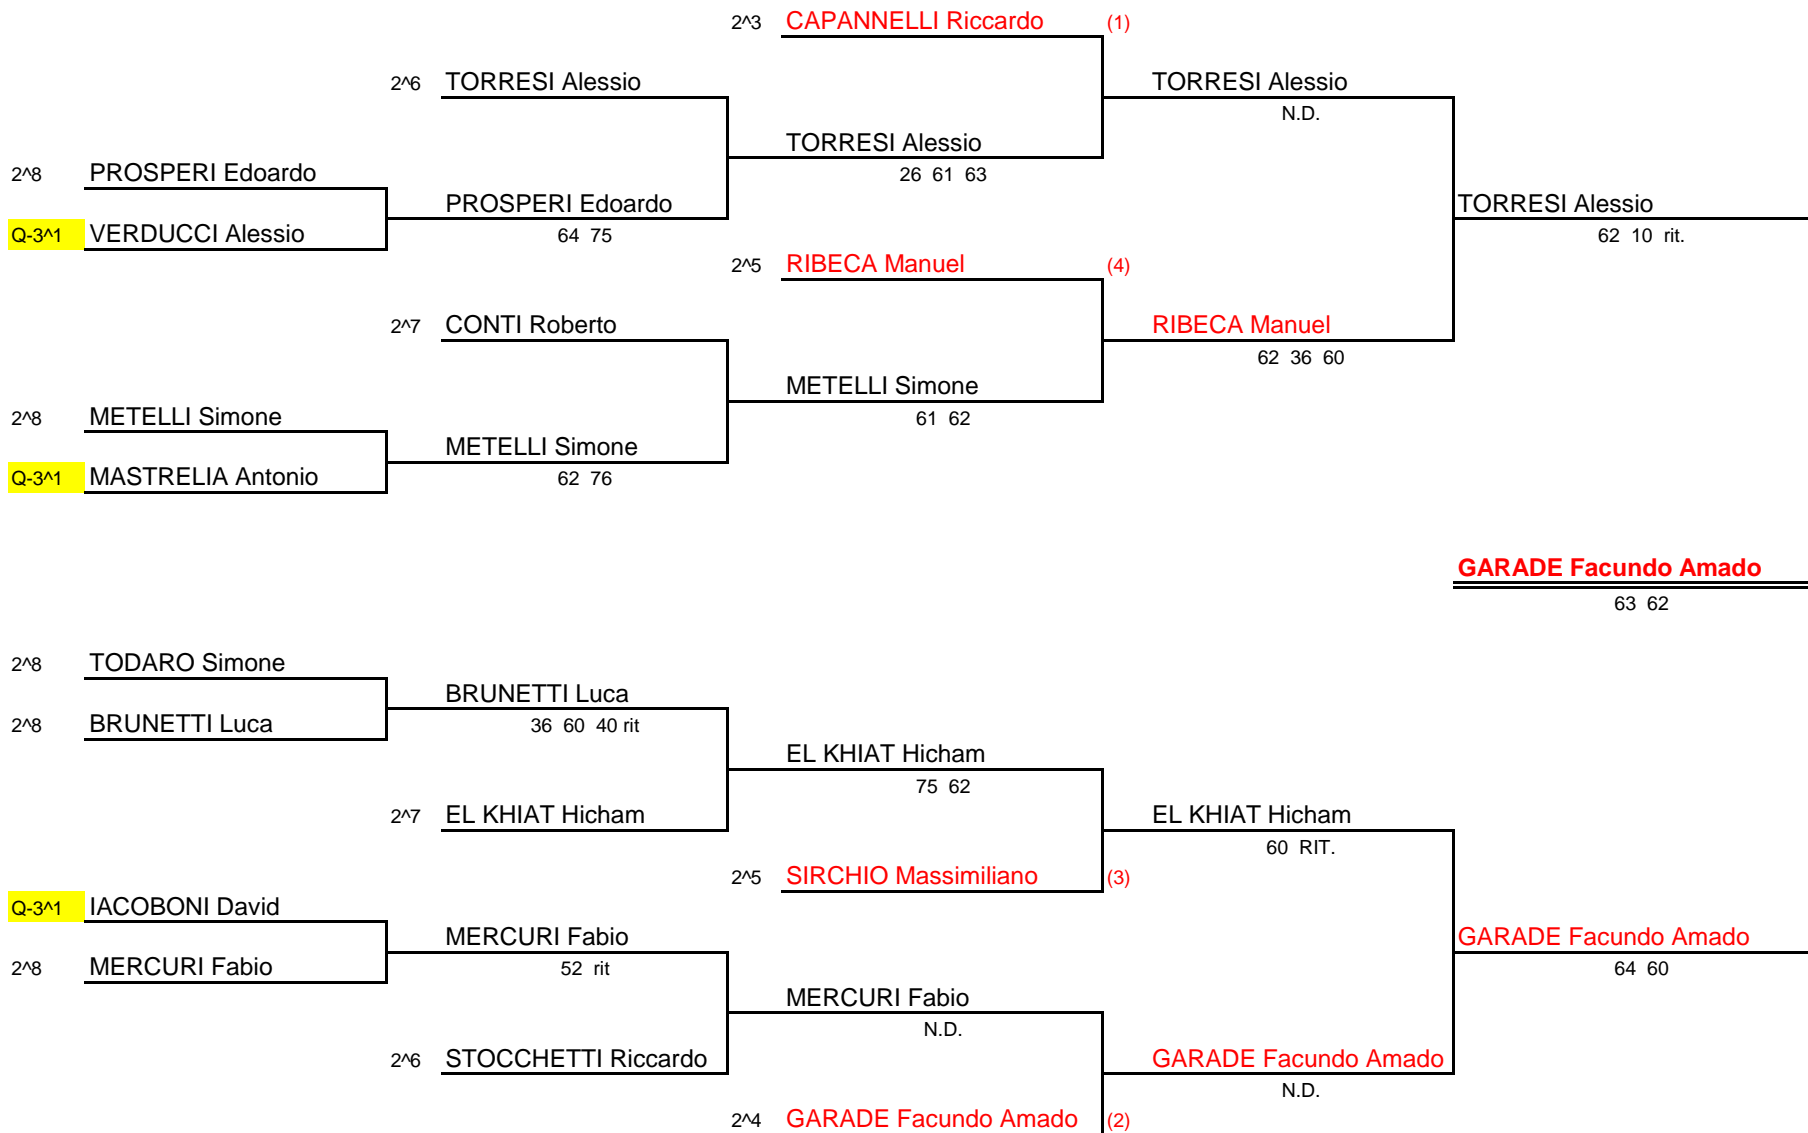 2^3 CAPANNELLI Riccardo (1)
2^6 TORRESI Alessio TORRESI Alessio
N.D.
TORRESI Alessio
2^8 PROSPERI Edoardo 26 61 63
PROSPERI Edoardo TORRESI Alessio
Q-3^1 VERDUCCI Alessio 64 75 62 10 rit.
2^5 RIBECA Manuel (4)
2^7 CONTI Roberto RIBECA Manuel
62 36 60
METELLI Simone
2^8 METELLI Simone 61 62
METELLI Simone
Q-3^1 MASTRELIA Antonio 62 76
GARADE Facundo Amado
63 62
2^8 TODARO Simone
BRUNETTI Luca
2^8 BRUNETTI Luca 36 60 40 rit
EL KHIAT Hicham
75 62
2^7 EL KHIAT Hicham EL KHIAT Hicham
60 RIT.
2^5 SIRCHIO Massimiliano (3)
Q-3^1 IACOBONI David
MERCURI Fabio GARADE Facundo Amado
2^8 MERCURI Fabio 52 rit 64 60
MERCURI Fabio
N.D.
2^6 STOCCHETTI Riccardo GARADE Facundo Amado
N.D.
2^4 GARADE Facundo Amado (2)